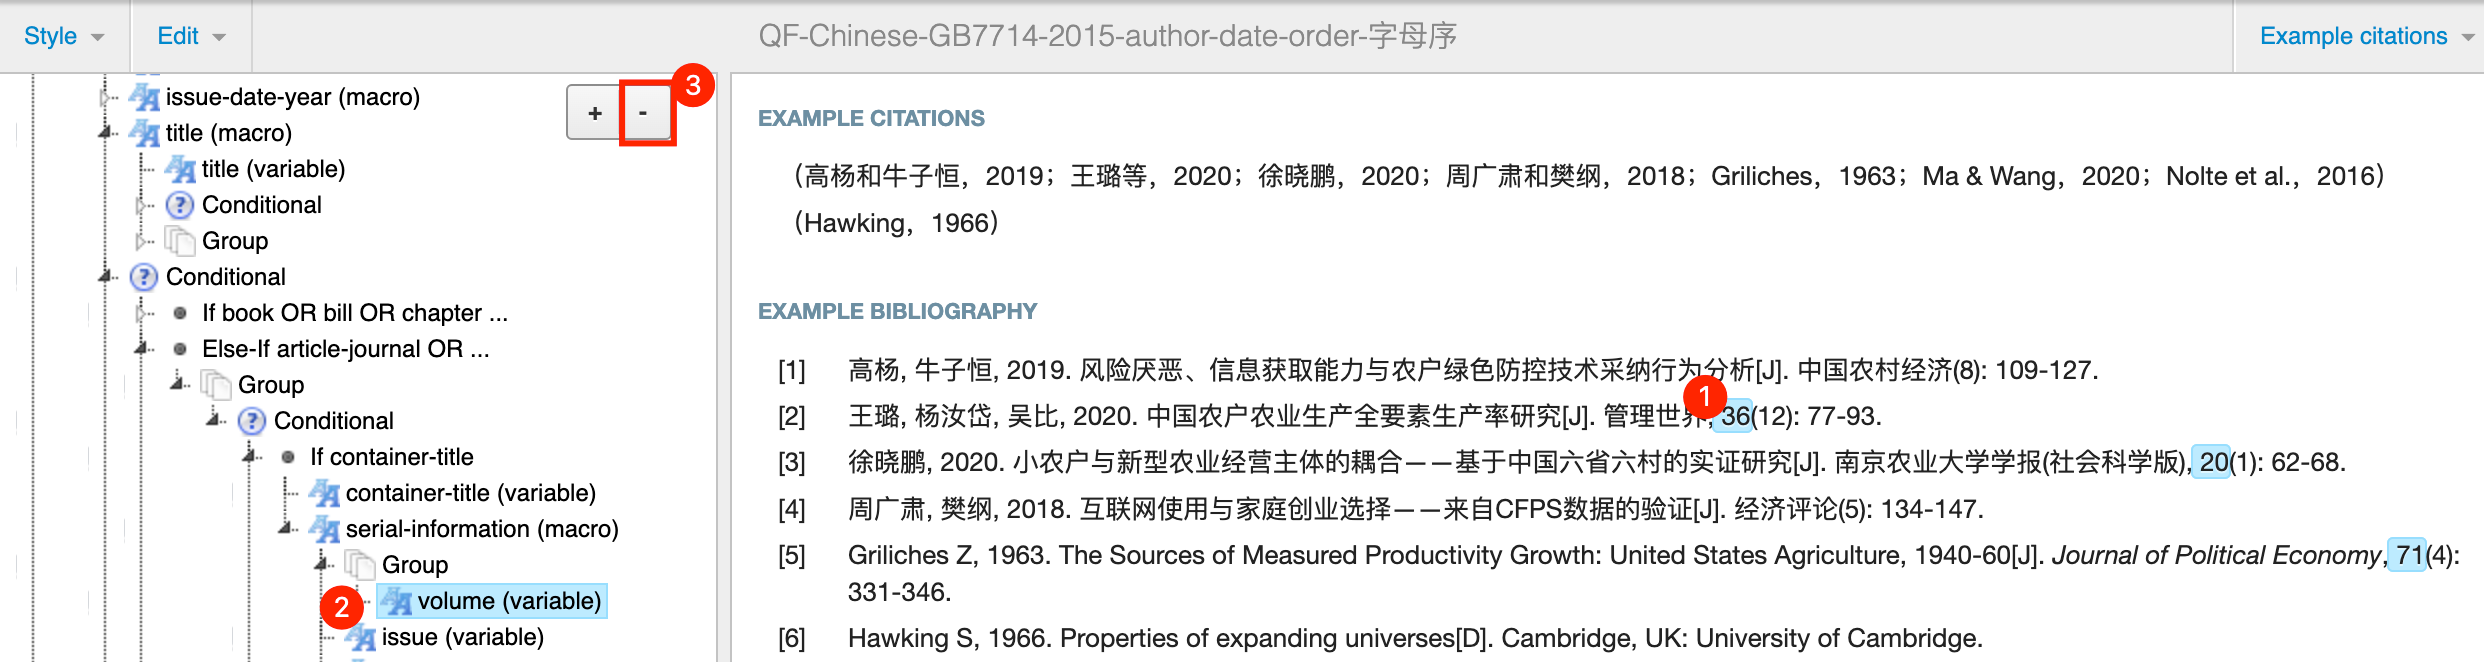 Style
Edit
QF-Chinese-GB7714-2015-author-date-order-字母序
Example citations
issue-date-year (macro)
title (macro)
title (variable)
Conditional
Group
Conditional
If book OR bill OR chapter ...
Else-If article-journal OR ...
Group
Conditional
If container-title
container-title (variable)
serial-information (macro)
Group
2
volume (variable)
issue (variable)
+
-
3
EXAMPLE CITATIONS
（高杨和牛子恒，2019；王璐等，2020；徐晓鹏，2020；周广肃和樊纲，2018；Griliches，1963；Ma & Wang，2020；Nolte et al.，2016）
（Hawking，1966）
EXAMPLE BIBLIOGRAPHY
[1] 高杨, 牛子恒, 2019. 风险厌恶、信息获取能力与农户绿色防控技术采纳行为分析[J]. 中国农村经济(8): 109-127.
1
[2] 王璐, 杨汝岱, 吴比, 2020. 中国农户农业生产全要素生产率研究[J]. 管理世界, 36(12): 77-93.
[3] 徐晓鹏, 2020. 小农户与新型农业经营主体的耦合——基于中国六省六村的实证研究[J]. 南京农业大学学报(社会科学版), 20(1): 62-68.
[4] 周广肃, 樊纲, 2018. 互联网使用与家庭创业选择——来自CFPS数据的验证[J]. 经济评论(5): 134-147.
[5] Griliches Z, 1963. The Sources of Measured Productivity Growth: United States Agriculture, 1940-60[J]. Journal of Political Economy, 71(4):
331-346.
[6] Hawking S, 1966. Properties of expanding universes[D]. Cambridge, UK: University of Cambridge.